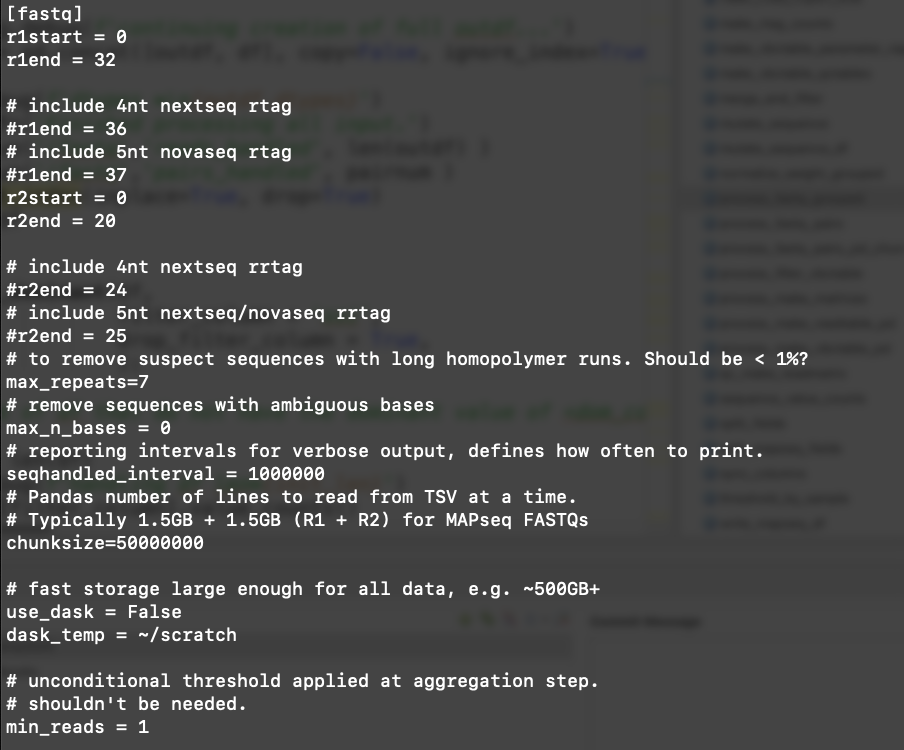 [fastq]
r1start = 0
r1end = 32
# include 4nt nextseq rtag
#r1end = 36
# include 5nt novaseq rtag
#r1end = 37
r2start = 0
r2end = 20
# include 4nt nextseq rrtag
#r2end = 24
# include 5nt nextseq/novaseq rrtag
#r2end = 25
# to remove suspect sequences with long homopolymer runs. Should be < 1%?
max_repeats=7
# remove sequences with ambiguous bases
max_n_bases = 0
# reporting intervals for verbose output, defines how often to print.
seqhandled_interval = 1000000
# Pandas number of lines to read from TSV at a time.
# Typically 1.5GB + 1.5GB (R1 + R2) for MAPseq FASTQs
chunksize=50000000
# fast storage large enough for all data, e.g. ~500GB+
use_dask = False
dask_temp = ~/scratch
# unconditional threshold applied at aggregation step.
# shouldn't be needed.
min_reads = 1